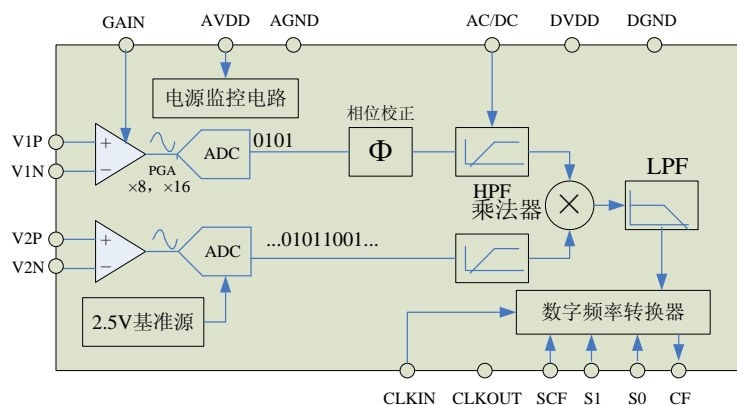 GAIN AVDD AGND AC/DC DVDD DGND
电源监控电路
相位校正
V1P
+
ADC
0101
Φ
V1N
−
PGA
×8，×16
HPF
LPF
乘法器
×
V2P
+
ADC
...01011001...
V2N
−
2.5V基准源
数字频率转换器
CLKIN CLKOUT SCF S1 S0 CF